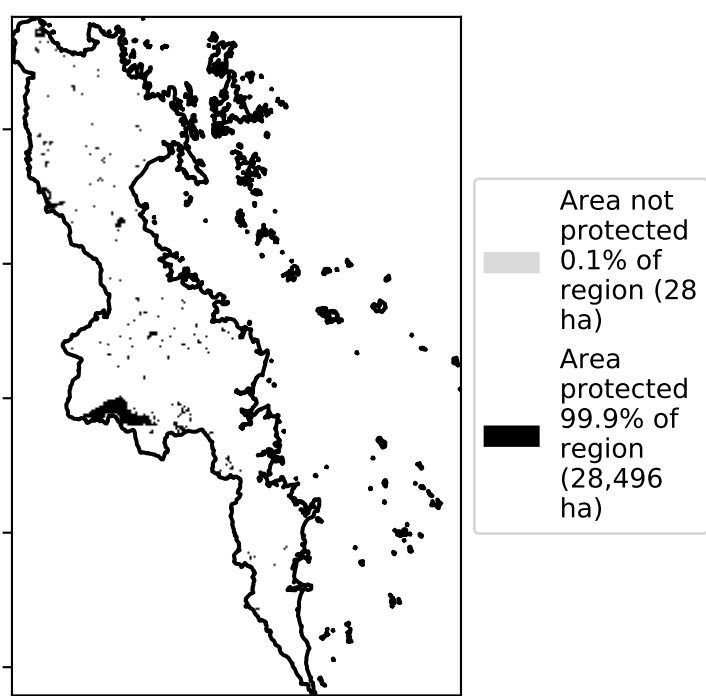 Area not
protected
0.1% of
region (28
ha)
Area
protected
99.9% of
region
(28,496
ha)